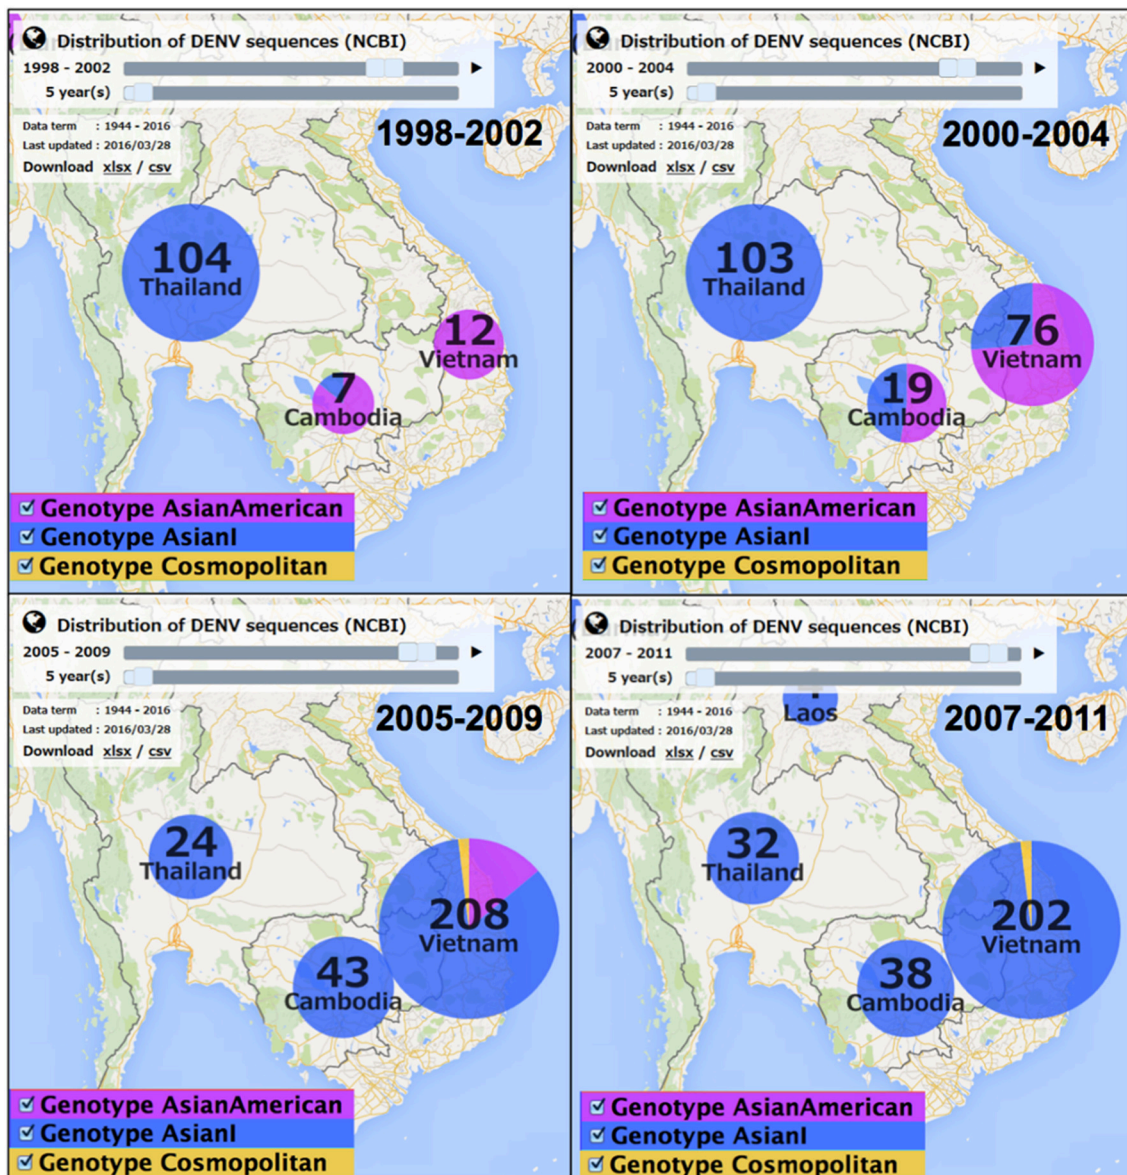 Distribution of DENV sequences (NCBI)
1998 - 2002
5 year(s)
Data term : 1944 - 2016
Last updated : 2016/03/28
Download xlsx / csv
1998-2002
104
Thailand
12
Vietnam
7
Cambodia
Genotype AsianAmerican
Genotype AsianI
Genotype Cosmopolitan
Distribution of DENV sequences (NCBI)
2000 - 2004
5 year(s)
Data term : 1944 - 2016
Last updated : 2016/03/28
Download xlsx / csv
2000-2004
103
Thailand
76
Vietnam
19
Cambodia
Genotype AsianAmerican
Genotype AsianI
Genotype Cosmopolitan
Distribution of DENV sequences (NCBI)
2005 - 2009
5 year(s)
Data term : 1944 - 2016
Last updated : 2016/03/28
Download xlsx / csv
2005-2009
24
Thailand
208
Vietnam
43
Cambodia
Genotype AsianAmerican
Genotype AsianI
Genotype Cosmopolitan
Distribution of DENV sequences (NCBI)
2007 - 2011
5 year(s)
Data term : 1944 - 2016
Last updated : 2016/03/28
Download xlsx / csv
2007-2011
Laos
32
Thailand
202
Vietnam
38
Cambodia
Genotype AsianAmerican
Genotype AsianI
Genotype Cosmopolitan